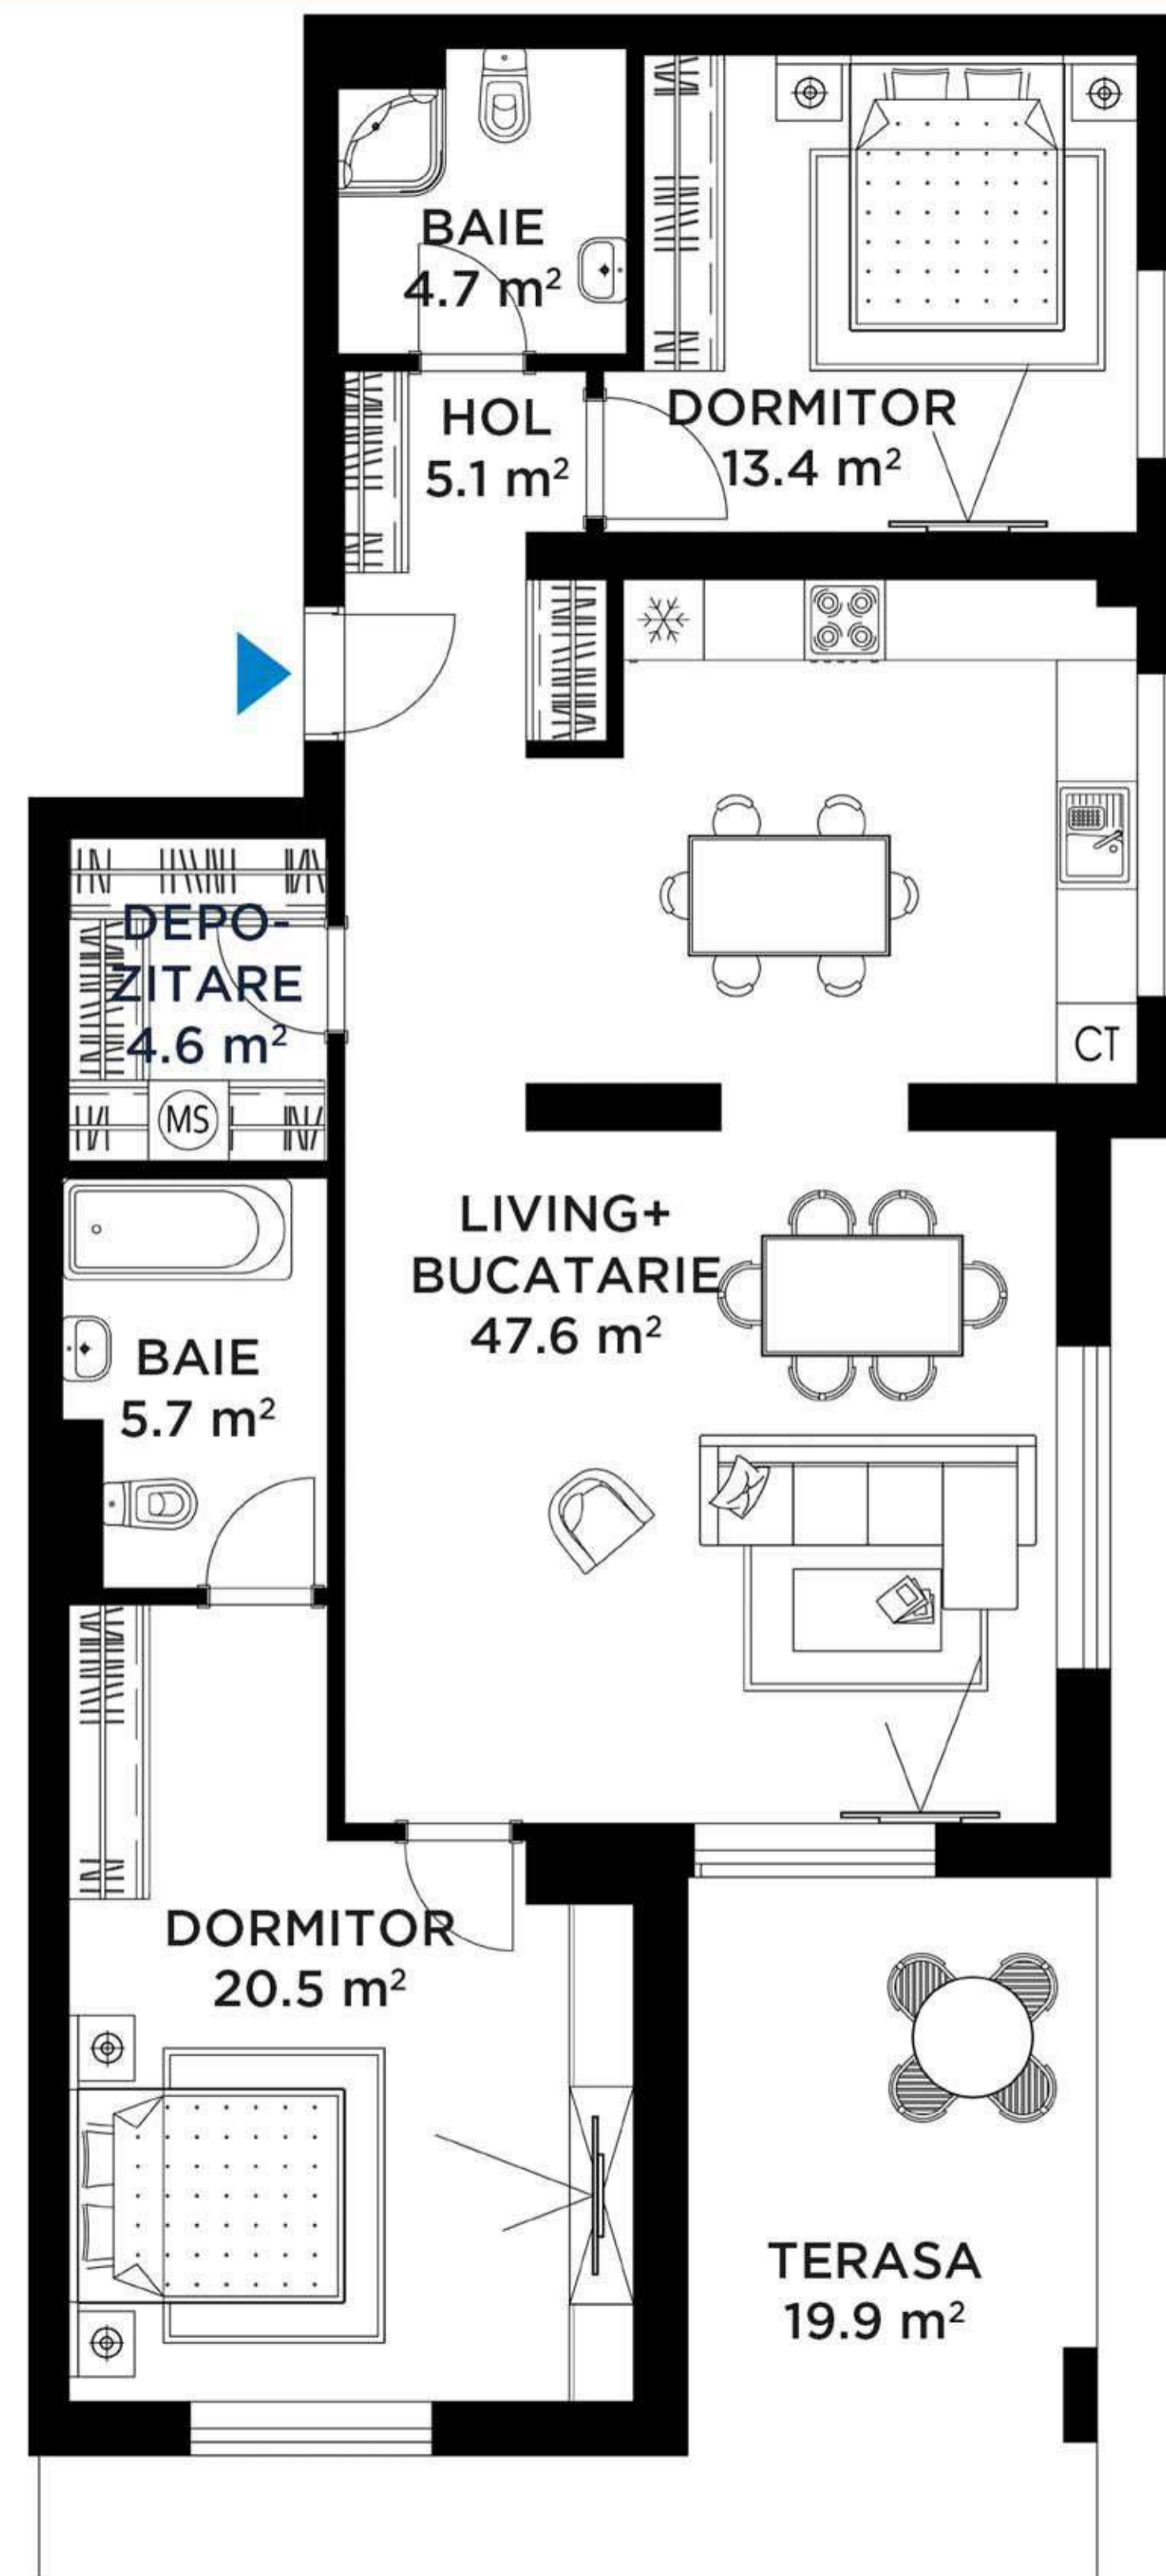 BAIE
4.7 m²
HOL
5.1 m²
DORMITOR
13.4 m²
DEPO-
ZITARE
4.6 m²
MS
CT
LIVING+
BUCATARIE
47.6 m²
BAIE
5.7 m²
DORMITOR
20.5 m²
TERASA
19.9 m²